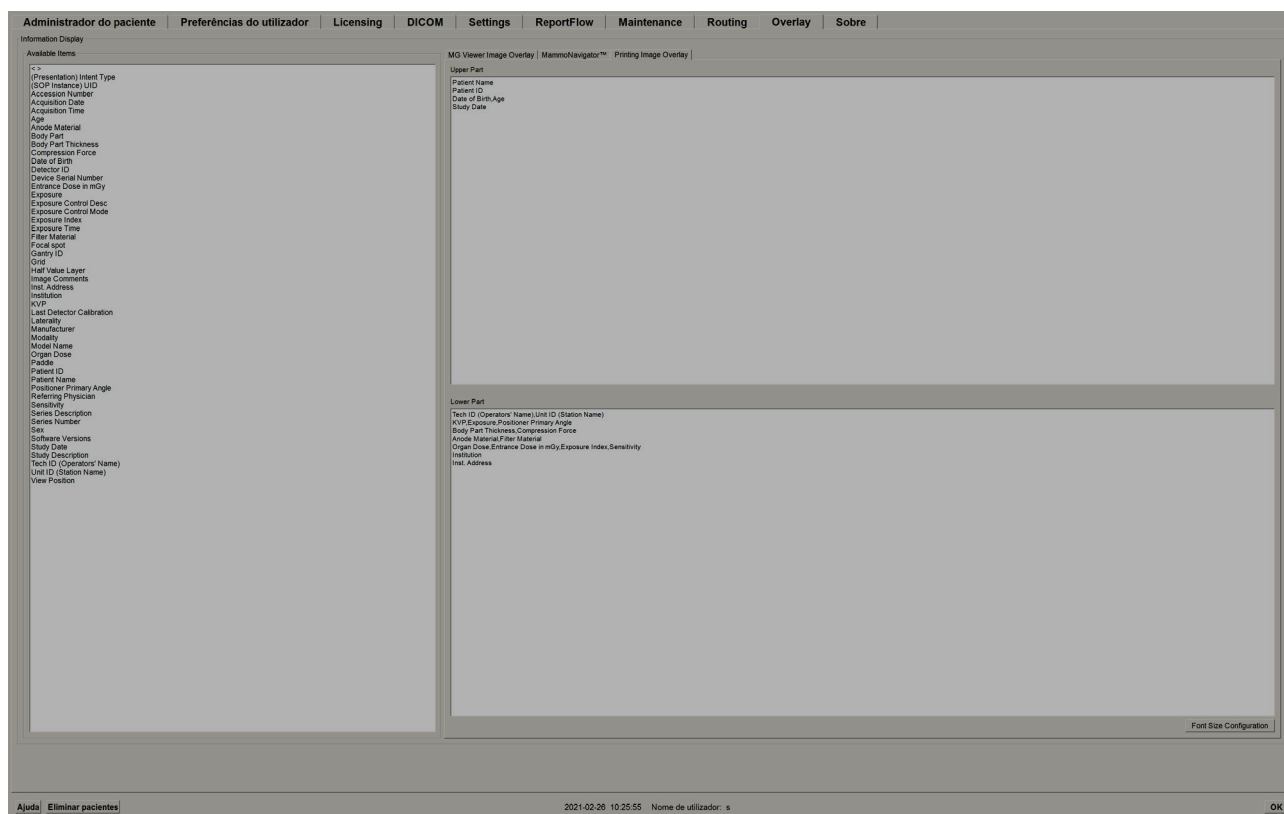 Administrador do paciente Preferências do utilizador Licensing DICOM Settings ReportFlow Maintenance Routing Overlay Sobre
Information Display
Available Items
< >
(Presentation) Intent Type
(SOP Instance) UID
Accession Number
Acquisition Date
Acquisition Time
Age
Anode Material
Body Part
Body Part Thickness
Compression Force
Date of Birth
Detector ID
Device Serial Number
Entrance Dose in mGy
Exposure
Exposure Control Desc
Exposure Control Mode
Exposure Index
Exposure Time
Filter Material
Focal spot
Gantry ID
Grid
Half Value Layer
Image Comments
Inst. Address
Institution
KVP
Last Detector Calibration
Laterality
Manufacturer
Modality
Model Name
Organ Dose
Paddle
Patient ID
Patient Name
Positioner Primary Angle
Referring Physician
Sensitivity
Series Description
Series Number
Sex
Software Versions
Study Date
Study Description
Tech ID (Operators' Name)
Unit ID (Station Name)
View Position
MG Viewer Image Overlay MammoNavigator™ Printing Image Overlay
Upper Part
Patient Name
Patient ID
Date of Birth,Age
Study Date
Lower Part
Tech ID (Operators' Name),Unit ID (Station Name)
KVP,Exposure,Positioner Primary Angle
Body Part Thickness,Compression Force
Anode Material,Filter Material
Organ Dose,Entrance Dose in mGy,Exposure Index,Sensitivity
Institution
Inst. Address
Font Size Configuration
Ajuda Eliminar pacientes 2021-02-26 10:25:55 Nome de utilizador: s OK